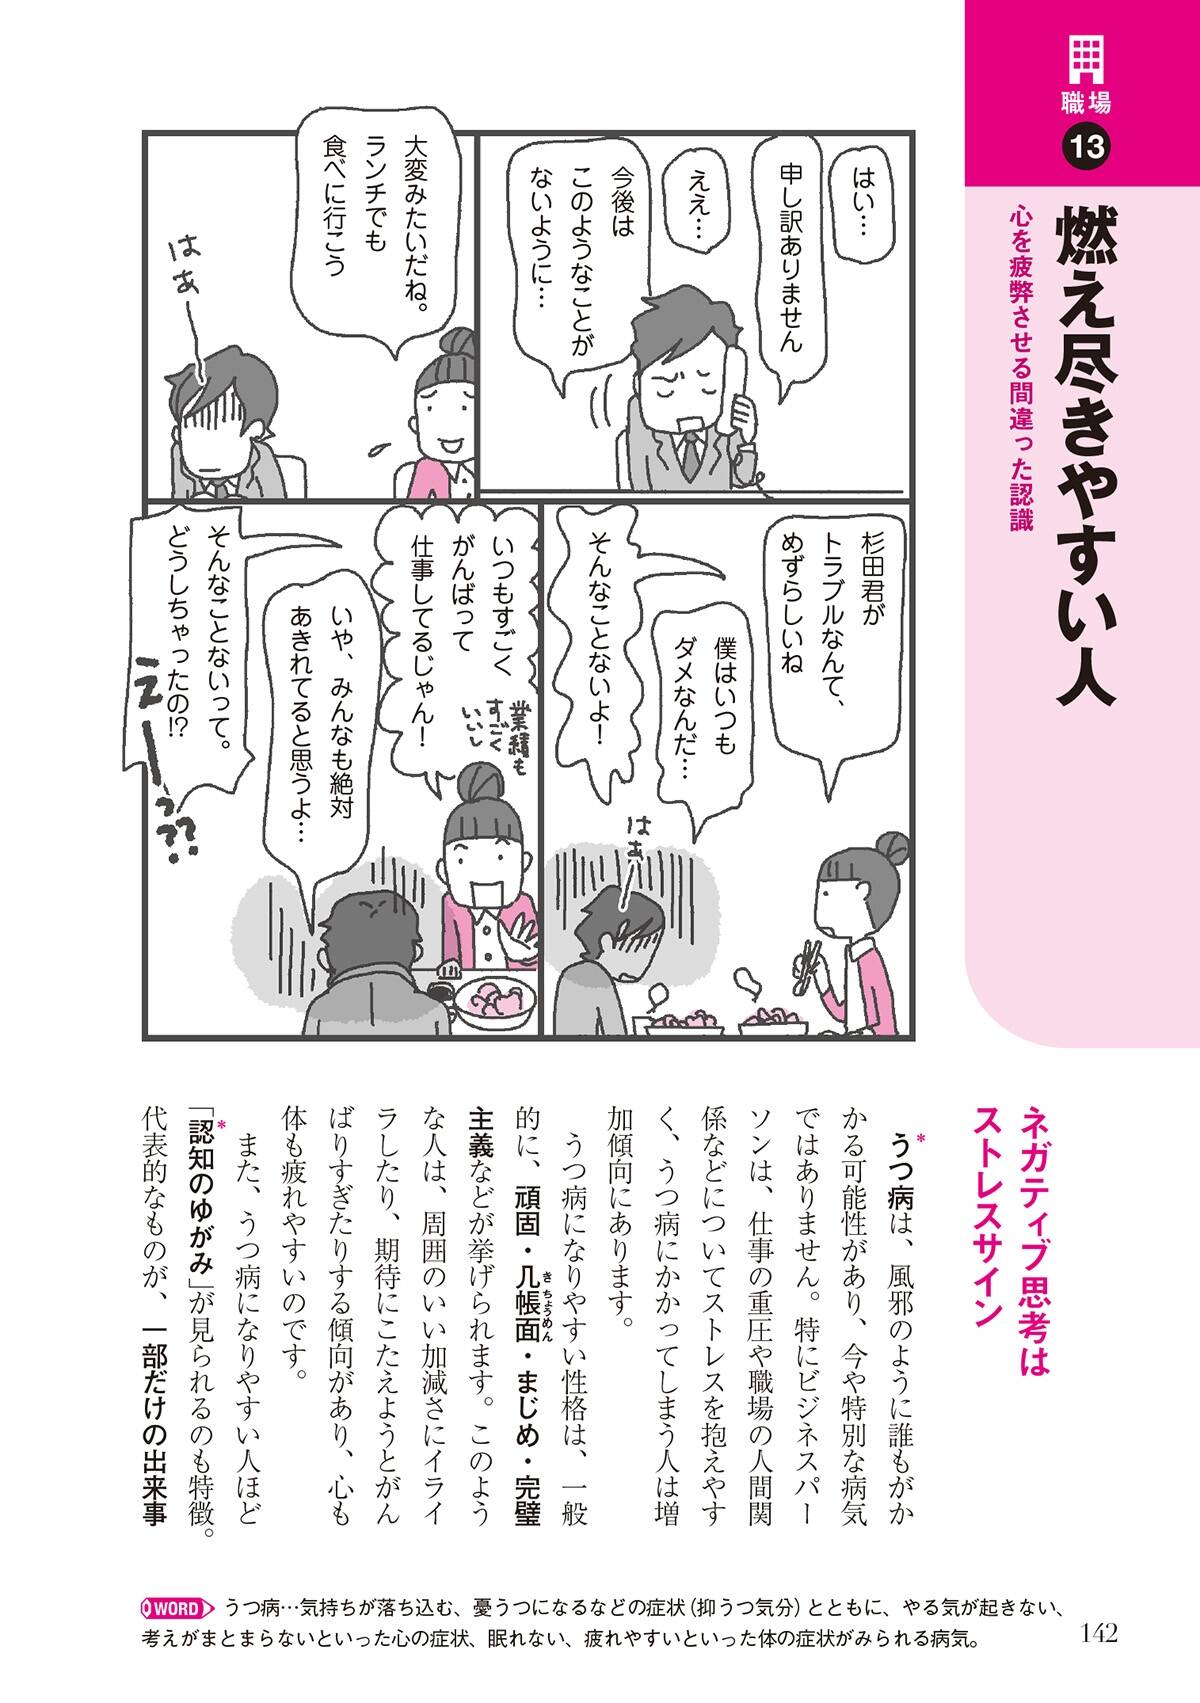 職場
13
燃え尽きやすい人
心を疲弊させる間違った認識
はい…
申し訳ありません
ええ…
今後は
このようなことが
ないように…
大変みたいだね。
ランチでも
食べに行こう
はぁ
杉田君が
トラブルなんて、
めずらしいね
僕はいつも
ダメなんだ…
はぁ
そんなことないよ！
いつもすごく
がんばって
仕事してるじゃん！
業績も
すごく
いいし
いや、みんなも絶対
あきれてると思うよ…
そんなことないって。
どうしちゃったの!?
えーっ??
ネガティブ思考は
ストレスサイン
うつ病*は、風邪のように誰もがか
かる可能性があり、今や特別な病気
ではありません。特にビジネスパー
ソンは、仕事の重圧や職場の人間関
係などについてストレスを抱えやす
く、うつ病にかかってしまう人は増
加傾向にあります。
うつ病になりやすい性格は、一般
的に、頑固・几帳面・まじめ・完璧
きちょうめん
主義などが挙げられます。このよう
な人は、周囲のいい加減さにイライ
ラしたり、期待にこたえようとがん
ばりすぎたりする傾向があり、心も
体も疲れやすいのです。
また、うつ病になりやすい人ほど
「認知のゆがみ*」が見られるのも特徴。
代表的なものが、一部だけの出来事
WORD うつ病…気持ちが落ち込む、憂うつになるなどの症状（抑うつ気分）とともに、やる気が起きない、
考えがまとまらないといった心の症状、眠れない、疲れやすいといった体の症状がみられる病気。
142